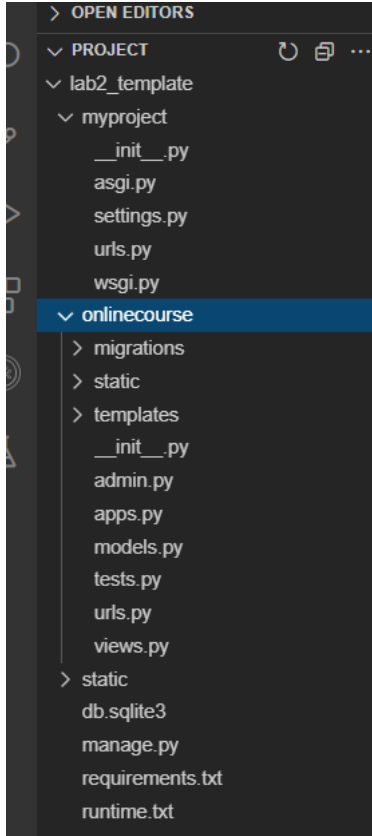 OPEN EDITORS
PROJECT
lab2_template
myproject
__init__.py
asgi.py
settings.py
urls.py
wsgi.py
onlinecourse
migrations
static
templates
__init__.py
admin.py
apps.py
models.py
tests.py
urls.py
views.py
static
db.sqlite3
manage.py
requirements.txt
runtime.txt